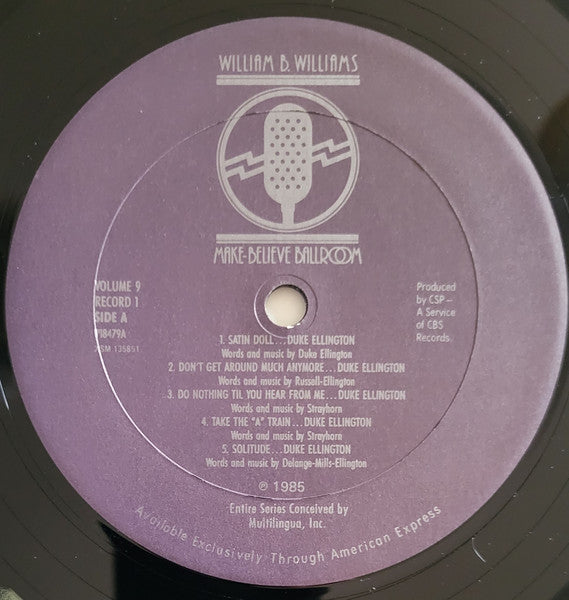 WILLIAM B. WILLIAMS
MAKE-BELIEVE BALLROOM
VOLUME 9
RECORD 1
SIDE A
P18479A
XSM 135851
Produced
by CSP –
A Service
of CBS
Records
1. SATIN DOLL...DUKE ELLINGTON
Words and music by Duke Ellington
2. DON'T GET AROUND MUCH ANYMORE...DUKE ELLINGTON
Words and music by Russell-Ellington
3. DO NOTHING TIL YOU HEAR FROM ME...DUKE ELLINGTON
Words and music by Strayhorn
4. TAKE THE "A" TRAIN...DUKE ELLINGTON
Words and music by Strayhorn
5. SOLITUDE...DUKE ELLINGTON
Words and music by Delange-Mills-Ellington
℗ 1985
Entire Series Conceived by
Multilingua, Inc.
Available Exclusively Through American Express